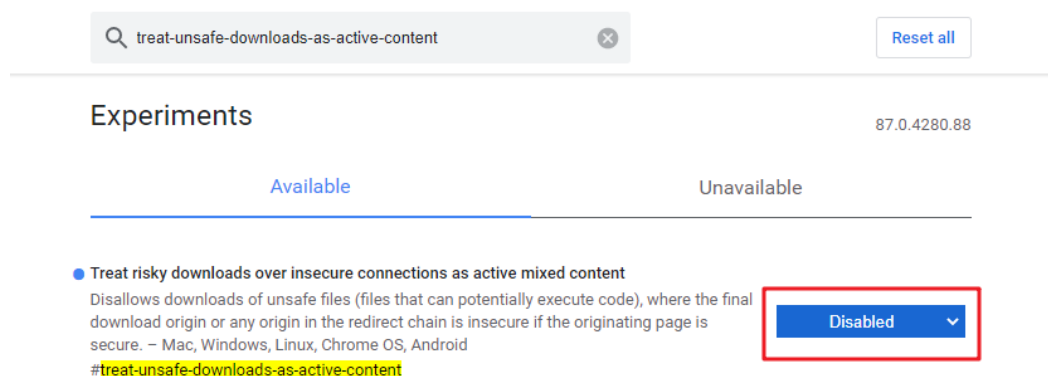 treat-unsafe-downloads-as-active-content
Reset all
Experiments
87.0.4280.88
Available
Unavailable
Treat risky downloads over insecure connections as active mixed content
Disallows downloads of unsafe files (files that can potentially execute code), where the final
download origin or any origin in the redirect chain is insecure if the originating page is
secure. – Mac, Windows, Linux, Chrome OS, Android
#treat-unsafe-downloads-as-active-content
Disabled